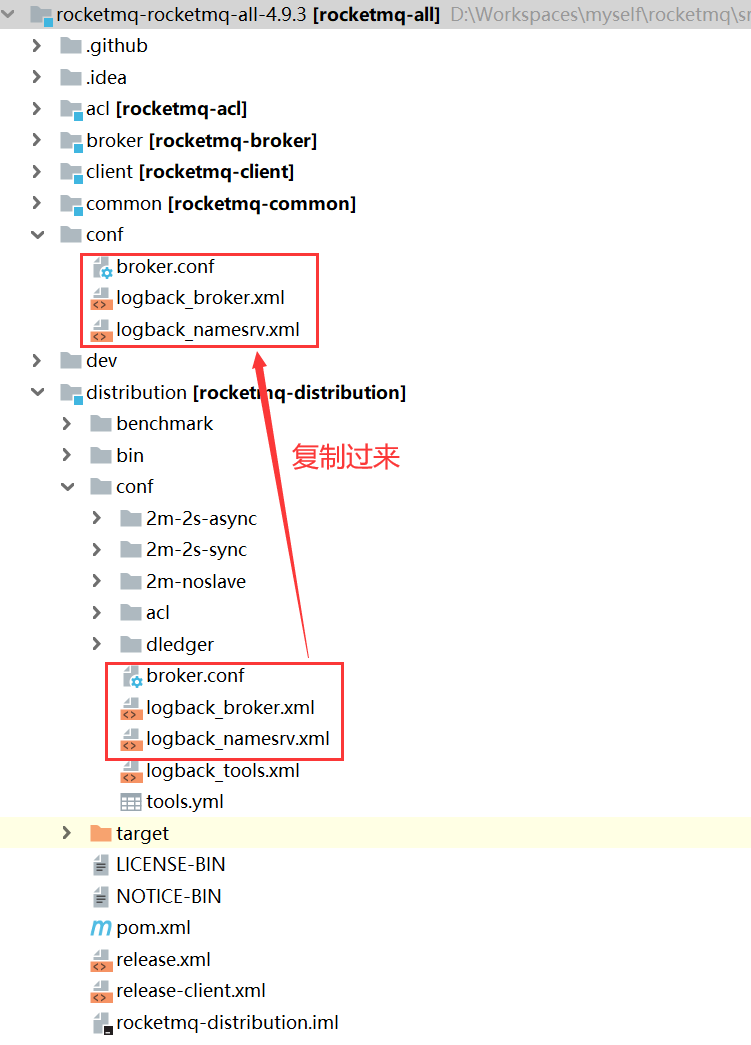 rocketmq-rocketmq-all-4.9.3 [rocketmq-all] D:\Workspaces\myself\rocketmq\sr
.github
.idea
acl [rocketmq-acl]
broker [rocketmq-broker]
client [rocketmq-client]
common [rocketmq-common]
conf
broker.conf
logback_broker.xml
logback_namesrv.xml
dev
distribution [rocketmq-distribution]
benchmark
bin
复制过来
conf
2m-2s-async
2m-2s-sync
2m-noslave
acl
dledger
broker.conf
logback_broker.xml
logback_namesrv.xml
logback_tools.xml
tools.yml
target
LICENSE-BIN
NOTICE-BIN
pom.xml
release.xml
release-client.xml
rocketmq-distribution.iml